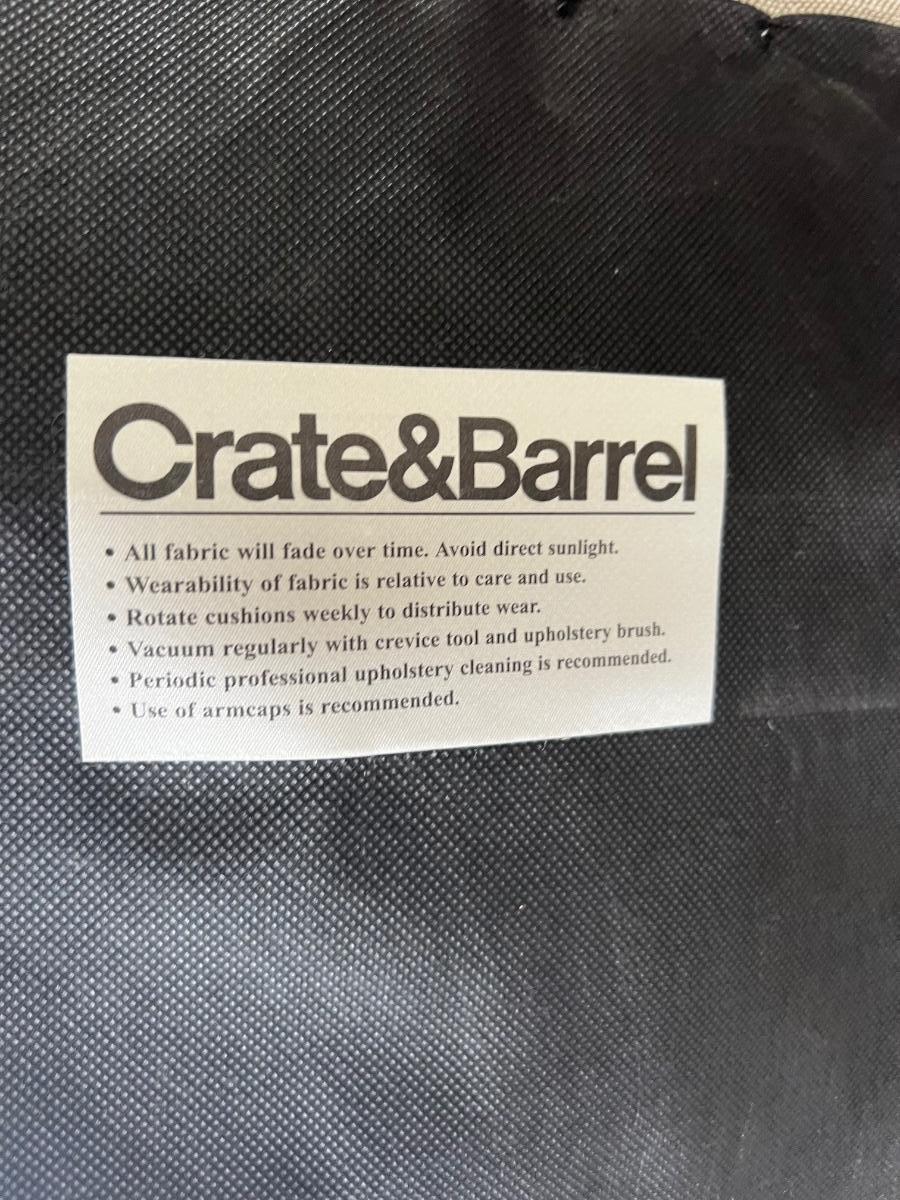 Crate&Barrel
• All fabric will fade over time. Avoid direct sunlight.
• Wearability of fabric is relative to care and use.
• Rotate cushions weekly to distribute wear.
• Vacuum regularly with crevice tool and upholstery brush.
• Periodic professional upholstery cleaning is recommended.
• Use of armcaps is recommended.